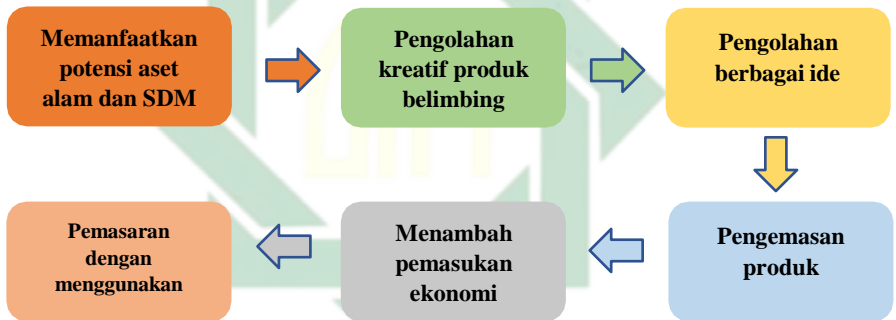 Memanfaatkan
potensi aset
alam dan SDM
Pengolahan
kreatif produk
belimbing
Pengolahan
berbagai ide
Pengemasan
produk
Menambah
pemasukan
ekonomi
Pemasaran
dengan
menggunakan